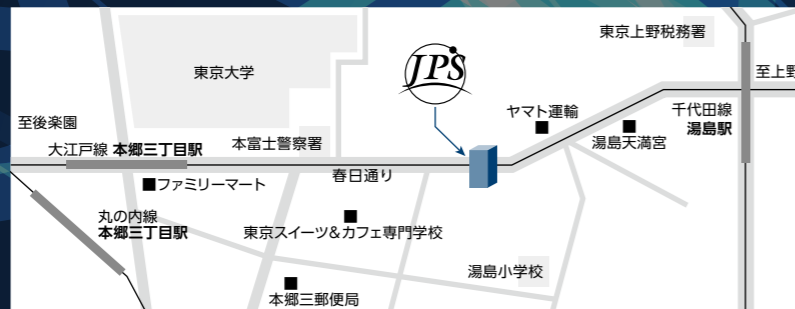 東京上野税務署
東京大学
JPS
至上野
ヤマト運輸
千代田線
湯島駅
至後楽園
本富士警察署
湯島天満宮
大江戸線 本郷三丁目駅
春日通り
ファミリーマート
丸の内線
本郷三丁目駅
東京スイーツ&カフェ専門学校
湯島小学校
本郷三郵便局